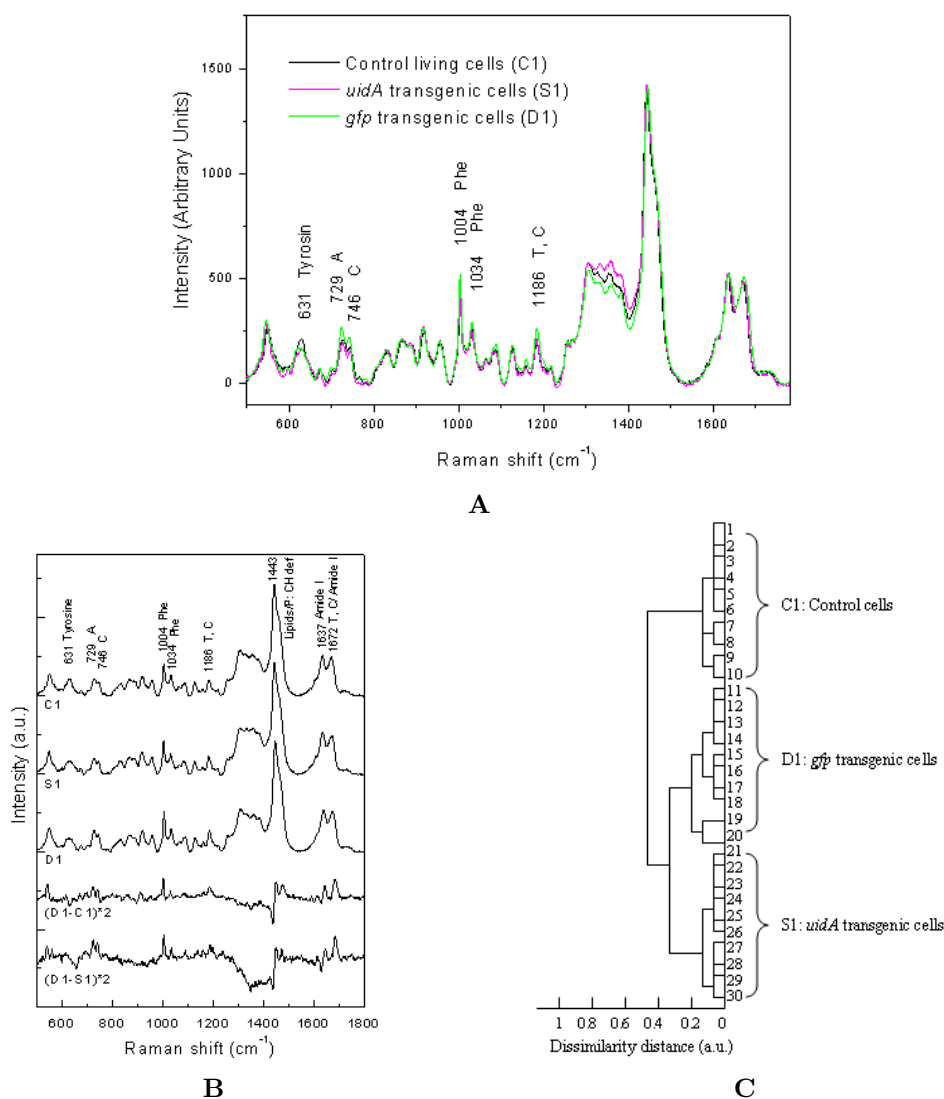 1500
1000
500
0
Intensity (Arbitrary Units)
Control living cells (C1)
uidA transgenic cells (S1)
gfp transgenic cells (D1)
631 Tyrosin
729 A
746 C
1004 Phe
1034 Phe
1186 T, C
600 800 1000 1200 1400 1600
Raman shift (cm-1)
A
Intensity (a.u.)
631 Tyrosine
729 A
746 C
1004 Phe
1034 Phe
1186 T, C
1443
Lipids/P: CH def
1637 Amide I
1672 T, C/ Amide I
C1
S1
D1
(D1-C1)*2
(D1-S1)*2
600 800 1000 1200 1400 1600 1800
Raman shift (cm-1)
B
1
2
3
4
5
6
7
8
9
10
C1: Control cells
11
12
13
14
15
16
17
18
19
20
D1: gfp transgenic cells
21
22
23
24
25
26
27
28
29
30
S1: uidA transgenic cells
1 0.8 0.6 0.4 0.2 0
Dissimilarity distance (a.u.)
C